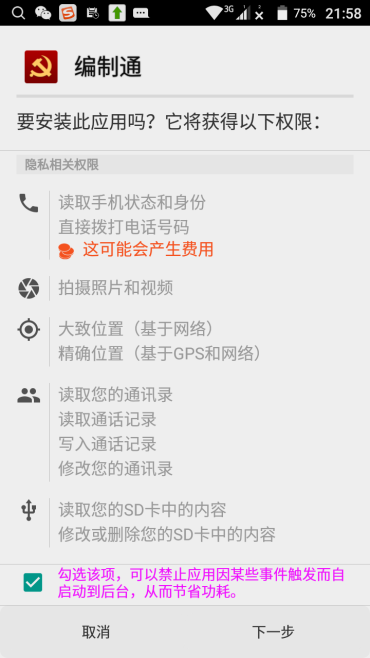 3G 75% 21:58
编制通
要安装此应用吗？它将获得以下权限：
隐私相关权限
读取手机状态和身份
直接拨打电话号码
这可能会产生费用
拍摄照片和视频
大致位置（基于网络）
精确位置（基于GPS和网络）
读取您的通讯录
读取通话记录
写入通话记录
修改您的通讯录
读取您的SD卡中的内容
修改或删除您的SD卡中的内容
勾选该项，可以禁止应用因某些事件触发而自
启动到后台，从而节省功耗。
取消 下一步